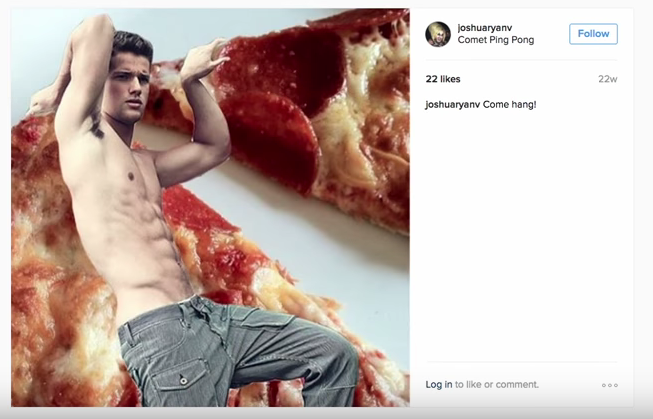 joshuaryanv
Comet Ping Pong
Follow
22 likes
22w
joshuaryanv Come hang!
Log in to like or comment.